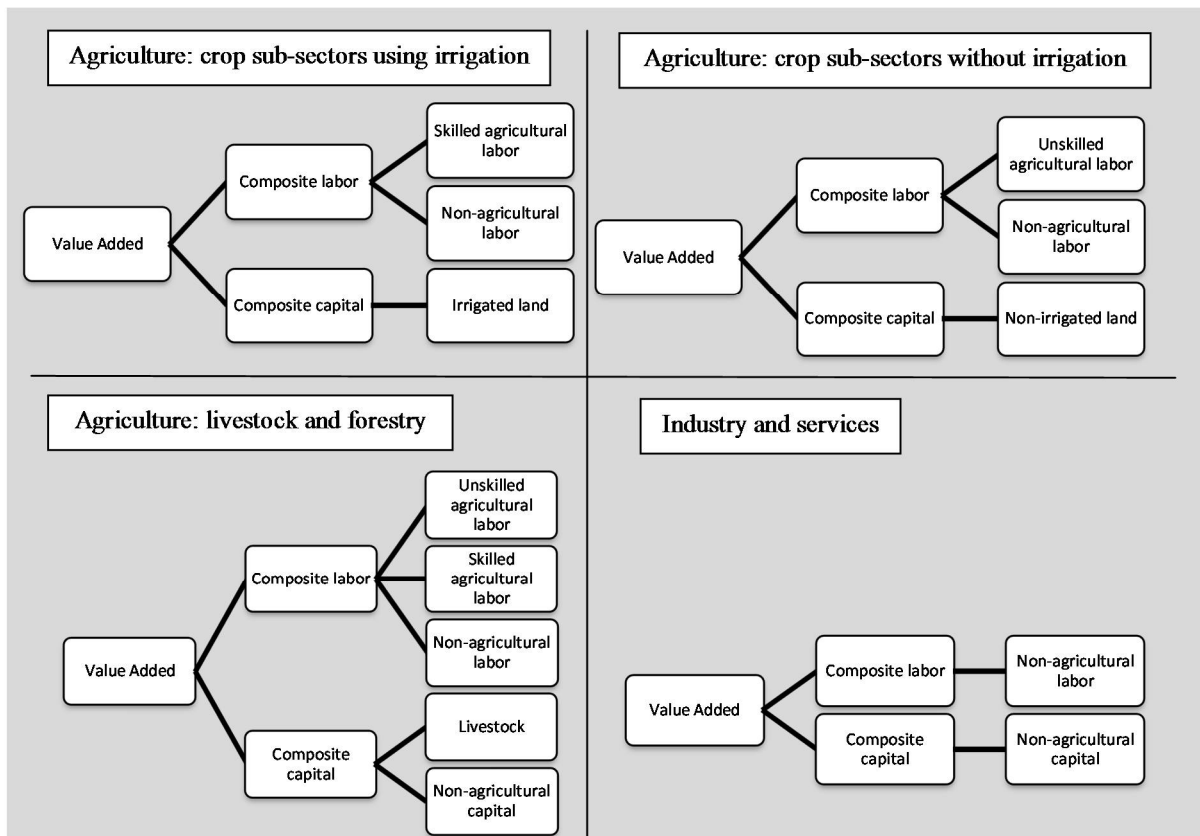 Agriculture: crop sub-sectors using irrigation
Value Added
Composite labor
Skilled agricultural
labor
Non-agricultural
labor
Composite capital
Irrigated land
Agriculture: crop sub-sectors without irrigation
Value Added
Composite labor
Unskilled
agricultural labor
Non-agricultural
labor
Composite capital
Non-irrigated land
Agriculture: livestock and forestry
Value Added
Composite labor
Unskilled
agricultural
labor
Skilled
agricultural
labor
Non-agricultural
labor
Composite
capital
Livestock
Non-agricultural
capital
Industry and services
Value Added
Composite labor
Non-agricultural
labor
Composite
capital
Non-agricultural
capital